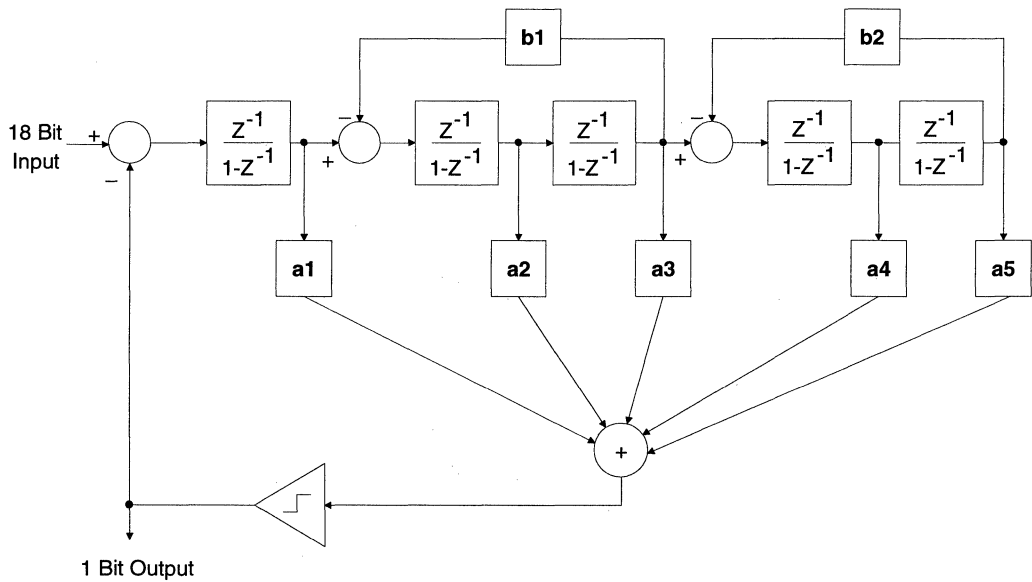 b1
b2
18 Bit
Input
+
−
Z⁻¹
1-Z⁻¹
+
−
Z⁻¹
1-Z⁻¹
Z⁻¹
1-Z⁻¹
+
−
Z⁻¹
1-Z⁻¹
Z⁻¹
1-Z⁻¹
a1
a2
a3
a4
a5
+
1 Bit Output